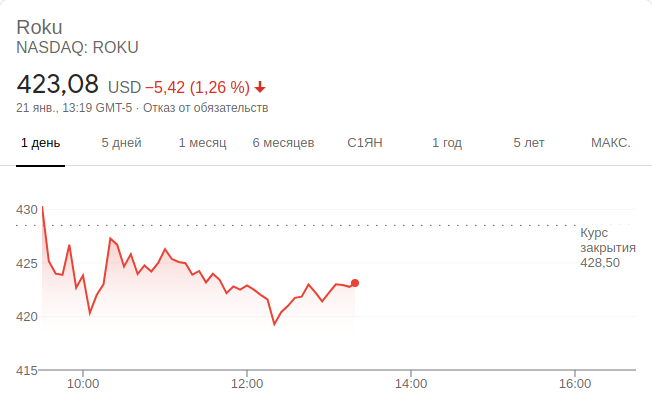 Roku
NASDAQ: ROKU
423,08 USD −5,42 (1,26 %)
21 янв., 13:19 GMT-5 · Отказ от обязательств
1 день 5 дней 1 месяц 6 месяцев С1ЯН 1 год 5 лет МАКС.
430
Курс
закрытия
428,50
425
420
415
10:00 12:00 14:00 16:00